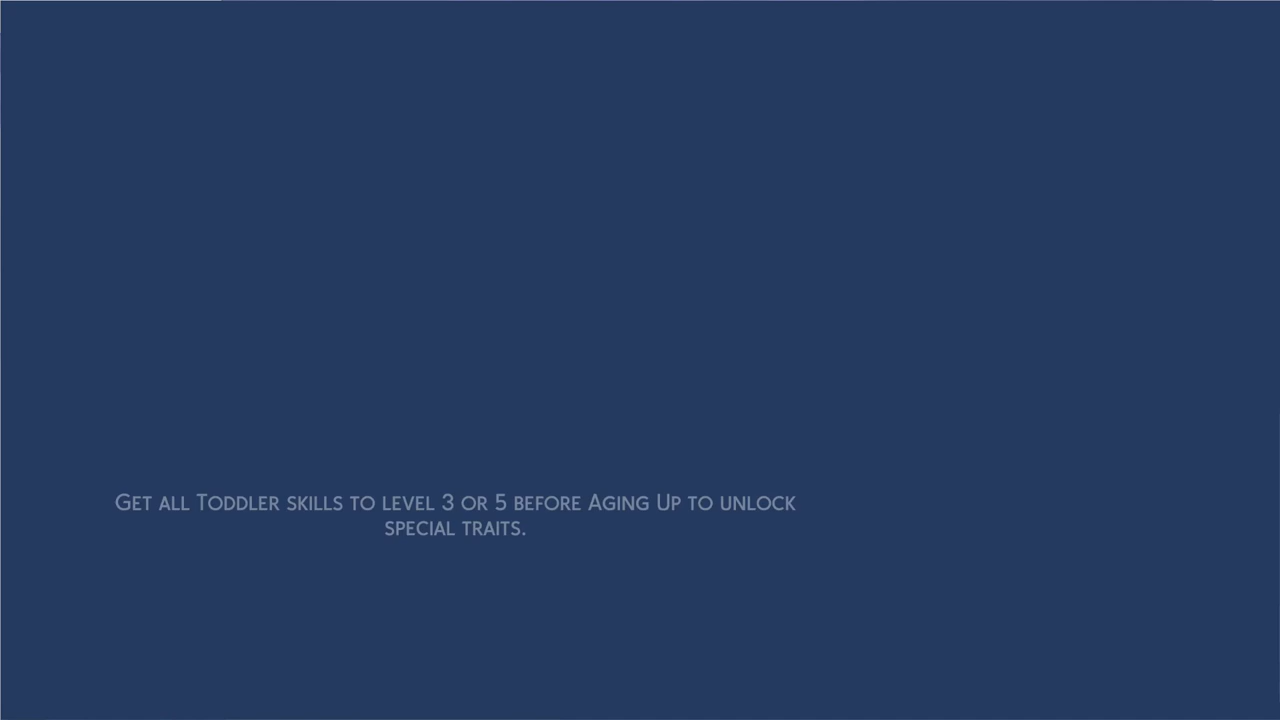 Get all Toddler skills to level 3 or 5 before Aging Up to unlock
special traits.